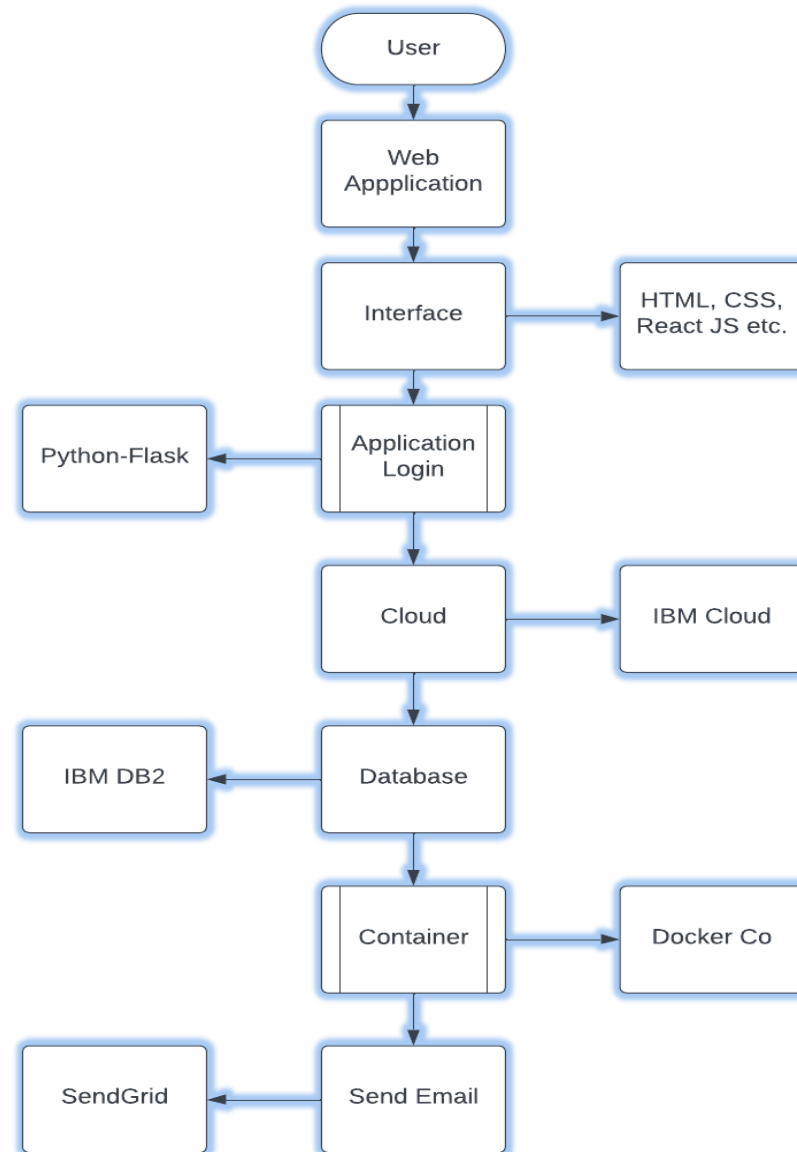 User
Web
Appplication
Interface
HTML, CSS,
React JS etc.
Python-Flask
Application
Login
Cloud
IBM Cloud
IBM DB2
Database
Container
Docker Co
SendGrid
Send Email